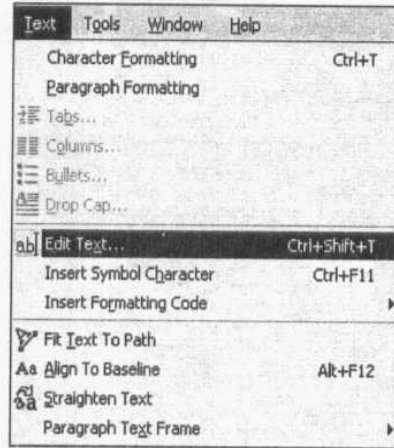 Text Tools Window Help
Character Formatting Ctrl+T
Paragraph Formatting
Tabs...
Columns...
Bullets...
Drop Cap...
ab Edit Text... Ctrl+Shift+T
Insert Symbol Character Ctrl+F11
Insert Formatting Code
Fit Text To Path
Aa Align To Baseline Alt+F12
Straighten Text
Paragraph Text Frame